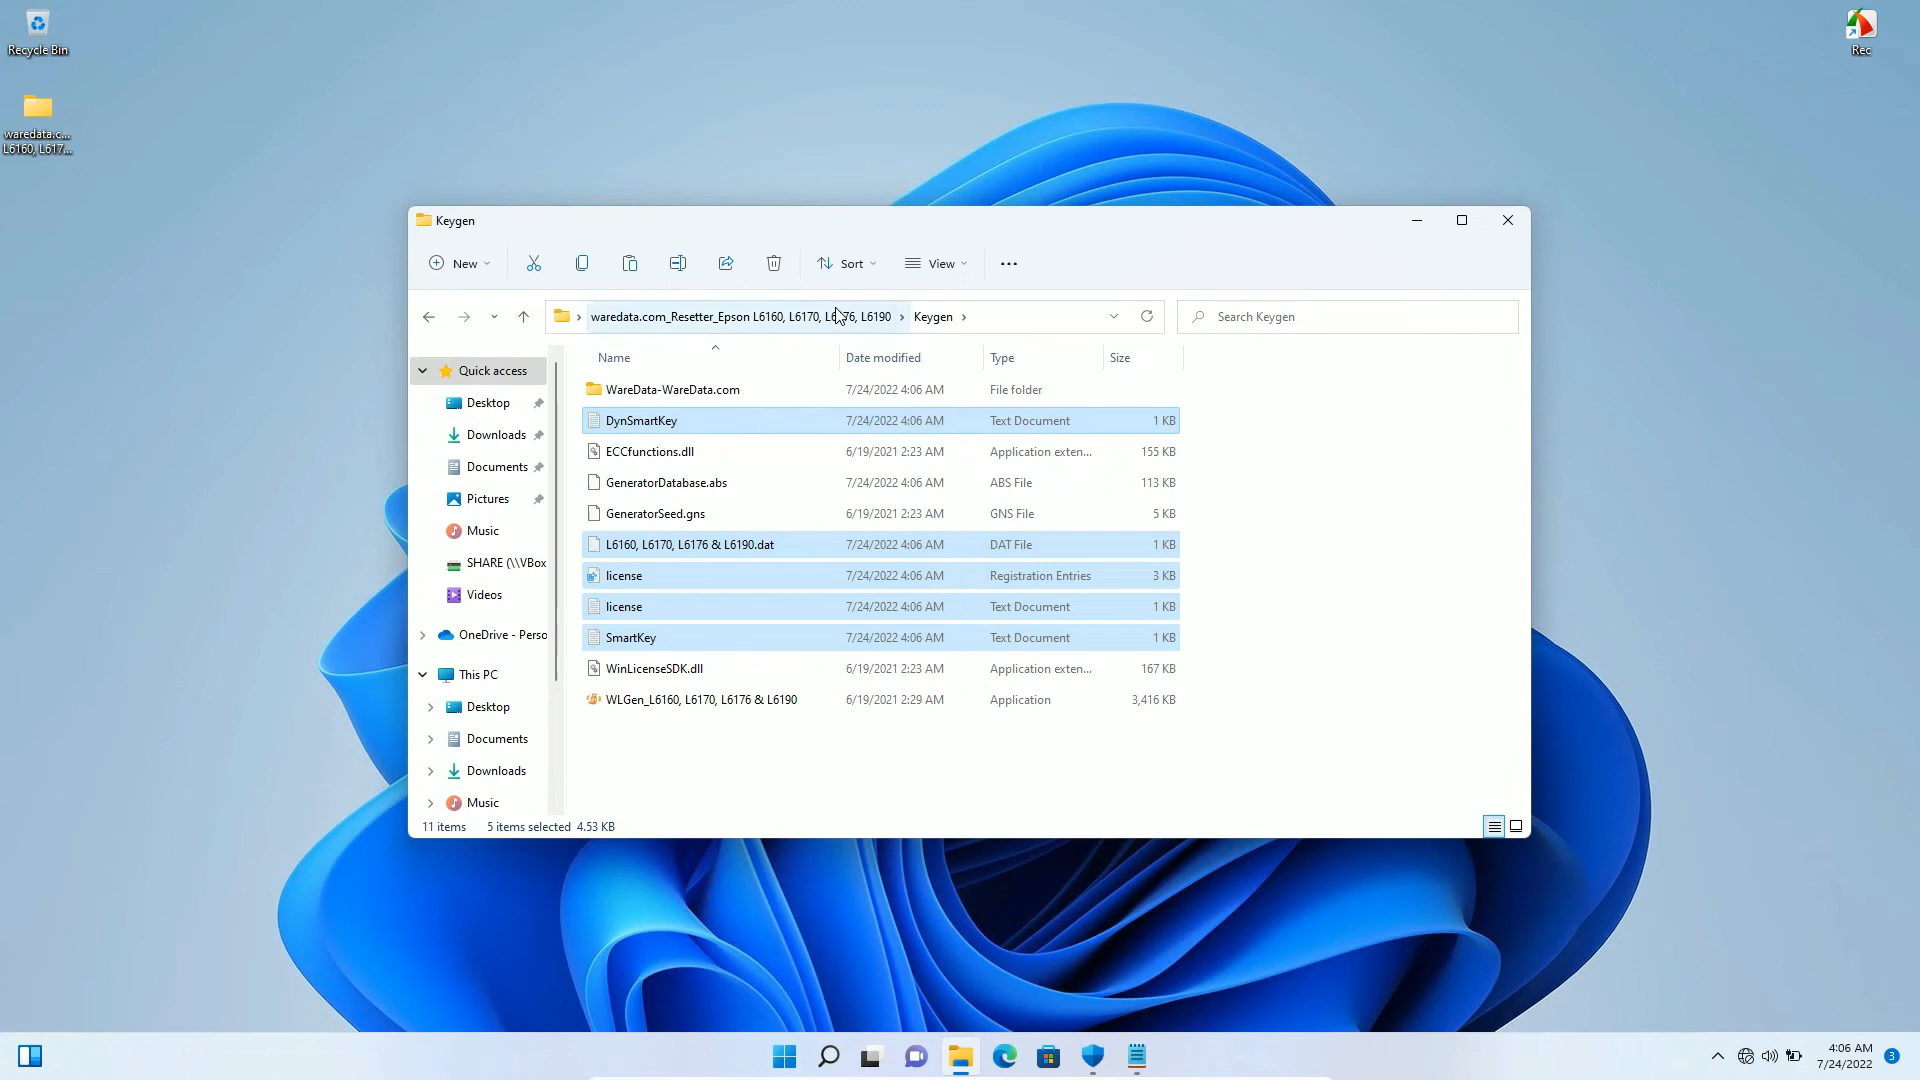 Recycle Bin
Rec
waredata.c...
L6160, L617...
Keygen
New
Sort
View
waredata.com_Resetter_Epson L6160, L6170, L6176, L6190
Keygen
Search Keygen
Name
Date modified
Type
Size
Quick access
Desktop
Downloads
Documents
Pictures
Music
SHARE (\\VBox
Videos
OneDrive - Perso
This PC
Desktop
Documents
Downloads
Music
WareData-WareData.com 7/24/2022 4:06 AM File folder
DynSmartKey 7/24/2022 4:06 AM Text Document 1 KB
ECCfunctions.dll 6/19/2021 2:23 AM Application exten... 155 KB
GeneratorDatabase.abs 7/24/2022 4:06 AM ABS File 113 KB
GeneratorSeed.gns 6/19/2021 2:23 AM GNS File 5 KB
L6160, L6170, L6176 & L6190.dat 7/24/2022 4:06 AM DAT File 1 KB
license 7/24/2022 4:06 AM Registration Entries 3 KB
license 7/24/2022 4:06 AM Text Document 1 KB
SmartKey 7/24/2022 4:06 AM Text Document 1 KB
WinLicenseSDK.dll 6/19/2021 2:23 AM Application exten... 167 KB
WLGen_L6160, L6170, L6176 & L6190 6/19/2021 2:29 AM Application 3,416 KB
11 items 5 items selected 4.53 KB
4:06 AM
7/24/2022
3